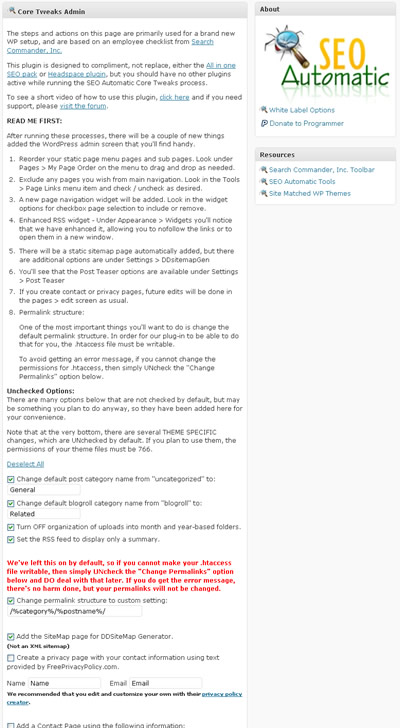 Core Tweaks Admin
The steps and actions on this page are primarily used for a brand new
WP setup, and are based on an employee checklist from Search
Commander, Inc.
This plugin is designed to compliment, not replace, either the All in one
SEO pack or Headspace plugin, but you should have no other plugins
active while running the SEO Automatic Core Tweaks process.
To see a short video of how to use this plugin, click here and if you need
support, please visit the forum.
READ ME FIRST:
After running these processes, there will be a couple of new things
added the WordPress admin screen that you'll find handy.
1. Reorder your static page menu pages and sub pages. Look under
Pages > My Page Order on the menu to drag and drop as needed.
2. Exclude any pages you wish from main navigation. Look in the Tools
> Page Links menu item and check / uncheck as desired.
3. A new page navigation widget will be added. Look in the widget
options for checkbox page selection to include or remove.
4. Enhanced RSS widget - Under Appearance > Widgets you'll notice
that we have enhanced it, allowing you to nofollow the links or to
open them in a new window.
5. There will be a static sitemap page automatically added, but there
are additional options are under Settings > DDsitemapGen
6. You'll see that the Post Teaser options are available under Settings
> Post Teaser
7. If you create contact or privacy pages, future edits will be done in
the pages > edit screen as usual.
8. Permalink structure:
One of the most important things you'll want to do is change the
default permalink structure. In order for our plug-in to be able to do
that for you, the .htaccess file must be writable.
To avoid getting an error message, if you cannot change the
permissions for .htaccess, then simply UNcheck the "Change
Permalinks" option below.
Unchecked Options:
There are many options below that are not checked by default, but may
be something you plan to do anyway, so they have been added here for
your convenience.
Note that at the very bottom, there are several THEME SPECIFIC
changes, which are UNchecked by default. If you plan to use them, the
permissions of your theme files must be 766.
Deselect All
Change default post category name from "uncategorized" to:
General
Change default blogroll category name from "blogroll" to:
Related
Turn OFF organization of uploads into month and year-based folders.
Set the RSS feed to display only a summary.
We've left this on by default, so if you cannot make your .htaccess
file writable, then simply UNcheck the "Change Permalinks" option
below and DO deal with that later. If you do get the error message,
there's no harm done, but your permalinks will not be changed.
Change permalink structure to custom setting:
/%category%/%postname%/
Add the SiteMap page for DDSiteMap Generator.
(Not an XML sitemap)
Create a privacy page with your contact information using text
provided by FreePrivacyPolicy.com.
Name Name Email Email
We recommended that you edit and customize your own with their privacy policy
creator.
Add a Contact Page using the following information:
About
SEO
Automatic
White Label Options
Donate to Programmer
Resources
Search Commander, Inc. Toolbar
SEO Automatic Tools
Site Matched WP Themes